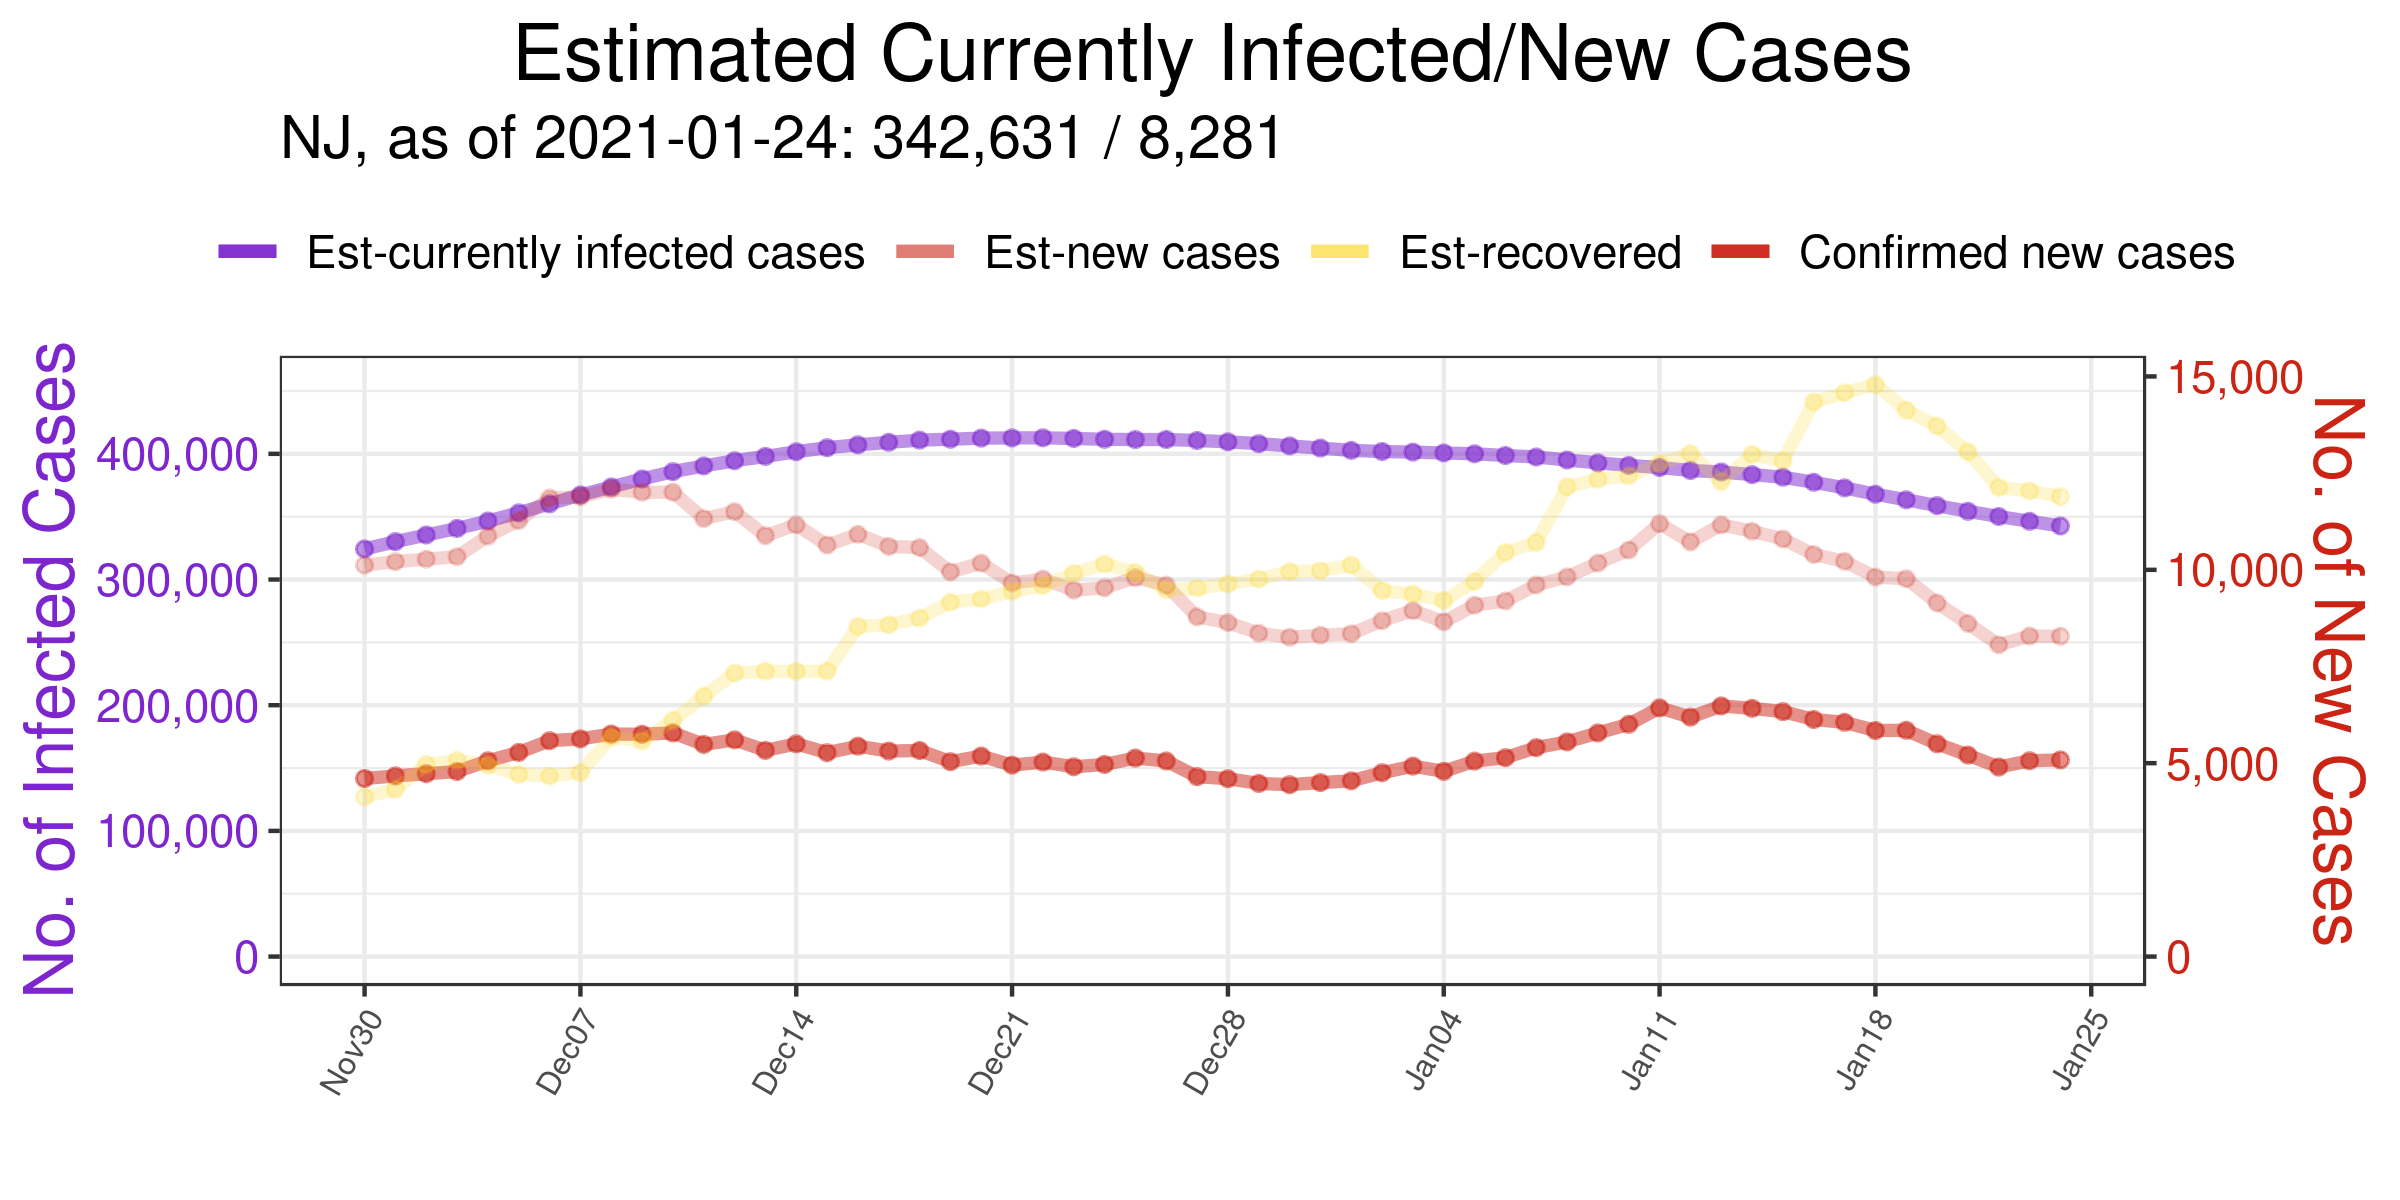 Estimated Currently Infected/New Cases
NJ, as of 2021-01-24: 342,631 / 8,281
Est-currently infected cases Est-new cases Est-recovered Confirmed new cases
No. of Infected Cases
400,000
300,000
200,000
100,000
0
15,000
10,000
5,000
0
No. of New Cases
Nov30 Dec07 Dec14 Dec21 Dec28 Jan04 Jan11 Jan18 Jan25